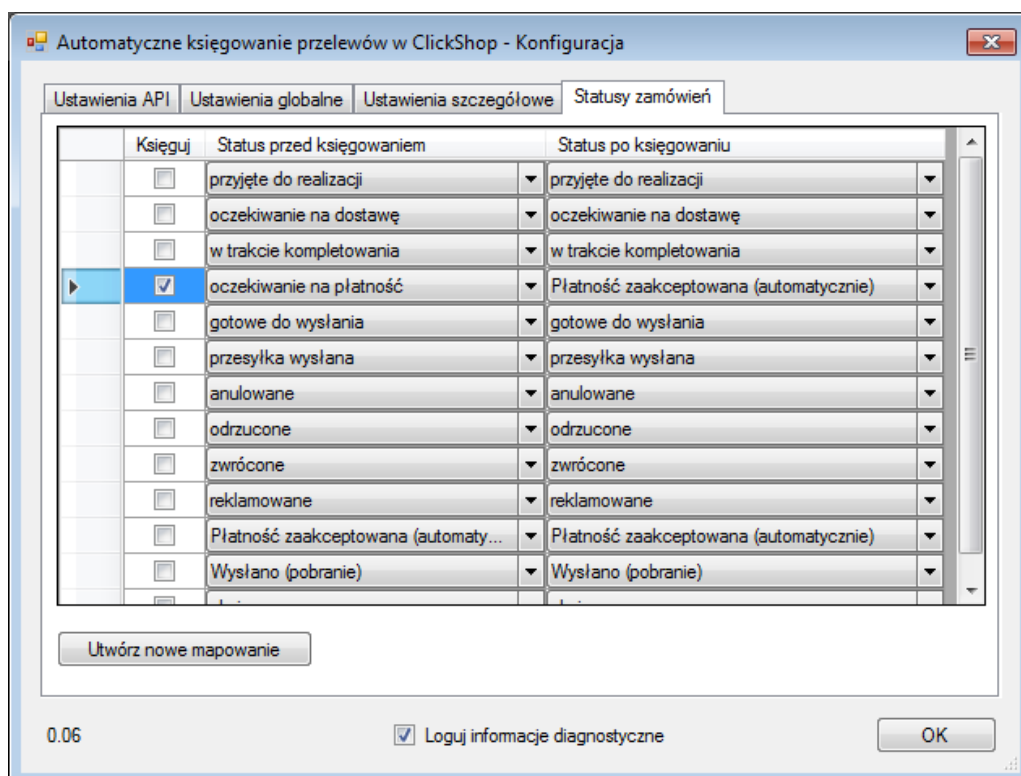 Automatyczne księgowanie przelewów w ClickShop - Konfiguracja
Ustawienia API Ustawienia globalne Ustawienia szczegółowe Statusy zamówień
Księguj Status przed księgowaniem Status po księgowaniu
przyjęte do realizacji przyjęte do realizacji
oczekiwanie na dostawę oczekiwanie na dostawę
w trakcie kompletowania w trakcie kompletowania
oczekiwanie na płatność Płatność zaakceptowana (automatycznie)
gotowe do wysłania gotowe do wysłania
przesyłka wysłana przesyłka wysłana
anulowane anulowane
odrzucone odrzucone
zwrócone zwrócone
reklamowane reklamowane
Płatność zaakceptowana (automaty... Płatność zaakceptowana (automatycznie)
Wysłano (pobranie) Wysłano (pobranie)
Utwórz nowe mapowanie
0.06 Loguj informacje diagnostyczne OK